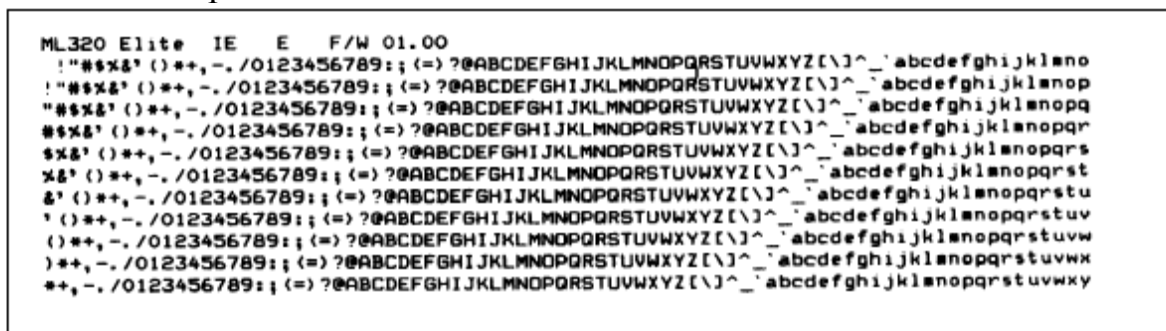 ML320 Elite  IE   E   F/W 01.00
 !"#$%&'()*+,-./0123456789:;<=>?@ABCDEFGHIJKLMNOPQRSTUVWXYZ[\]^_`abcdefghijklmno
!"#$%&'()*+,-./0123456789:;<=>?@ABCDEFGHIJKLMNOPQRSTUVWXYZ[\]^_`abcdefghijklmnop
"#$%&'()*+,-./0123456789:;<=>?@ABCDEFGHIJKLMNOPQRSTUVWXYZ[\]^_`abcdefghijklmnopq
#$%&'()*+,-./0123456789:;<=>?@ABCDEFGHIJKLMNOPQRSTUVWXYZ[\]^_`abcdefghijklmnopqr
$%&'()*+,-./0123456789:;<=>?@ABCDEFGHIJKLMNOPQRSTUVWXYZ[\]^_`abcdefghijklmnopqrs
%&'()*+,-./0123456789:;<=>?@ABCDEFGHIJKLMNOPQRSTUVWXYZ[\]^_`abcdefghijklmnopqrst
&'()*+,-./0123456789:;<=>?@ABCDEFGHIJKLMNOPQRSTUVWXYZ[\]^_`abcdefghijklmnopqrstu
'()*+,-./0123456789:;<=>?@ABCDEFGHIJKLMNOPQRSTUVWXYZ[\]^_`abcdefghijklmnopqrstuv
()*+,-./0123456789:;<=>?@ABCDEFGHIJKLMNOPQRSTUVWXYZ[\]^_`abcdefghijklmnopqrstuvw
)*+,-./0123456789:;<=>?@ABCDEFGHIJKLMNOPQRSTUVWXYZ[\]^_`abcdefghijklmnopqrstuvwx
*+,-./0123456789:;<=>?@ABCDEFGHIJKLMNOPQRSTUVWXYZ[\]^_`abcdefghijklmnopqrstuvwxy